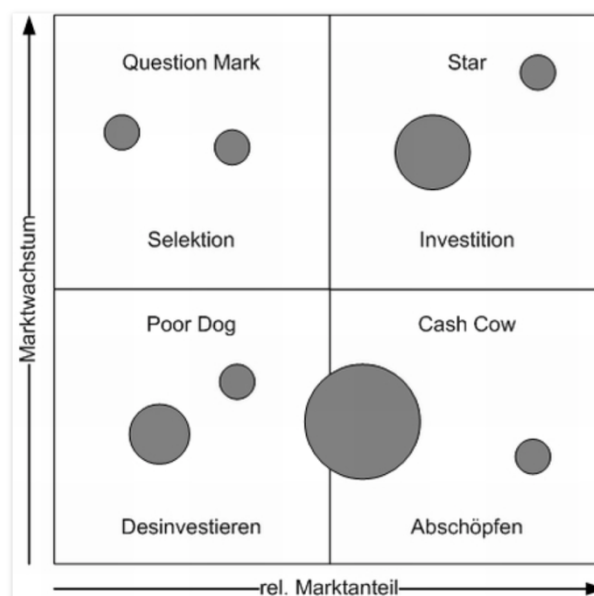 Question Mark
Star
Selektion
Investition
Marktwachstum
Poor Dog
Cash Cow
Desinvestieren
Abschöpfen
rel. Marktanteil